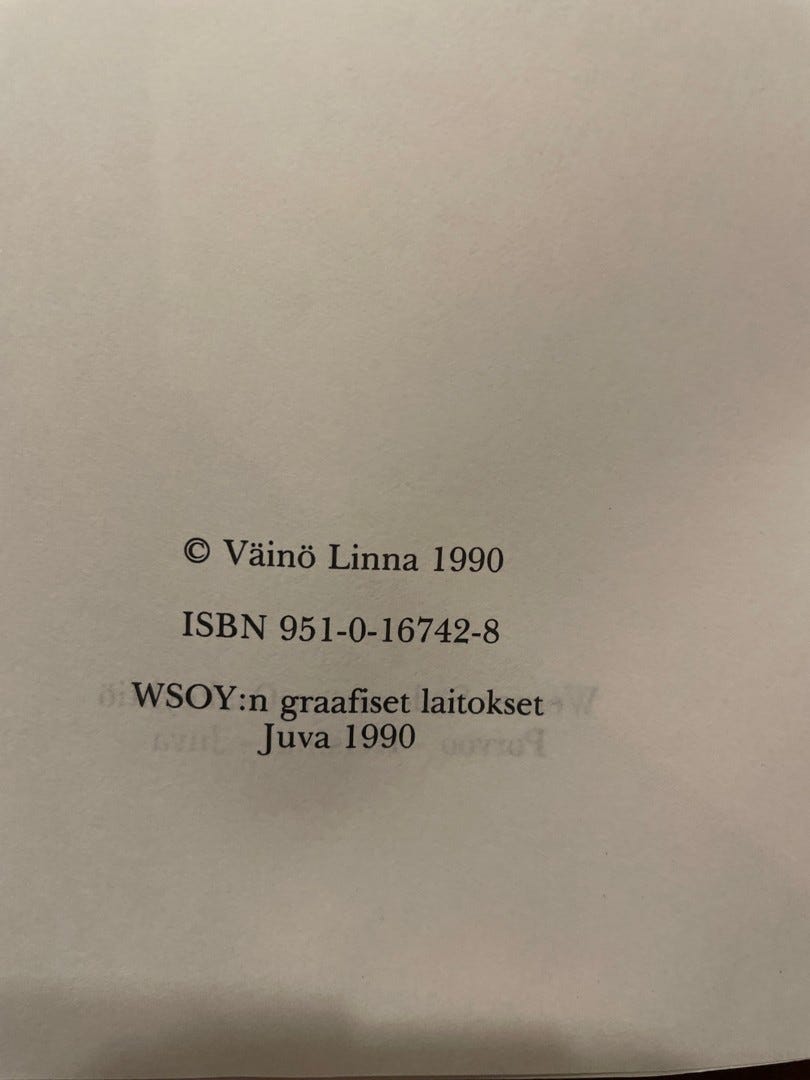 © Väinö Linna 1990
ISBN 951-0-16742-8
WSOY:n graafiset laitokset
Juva 1990